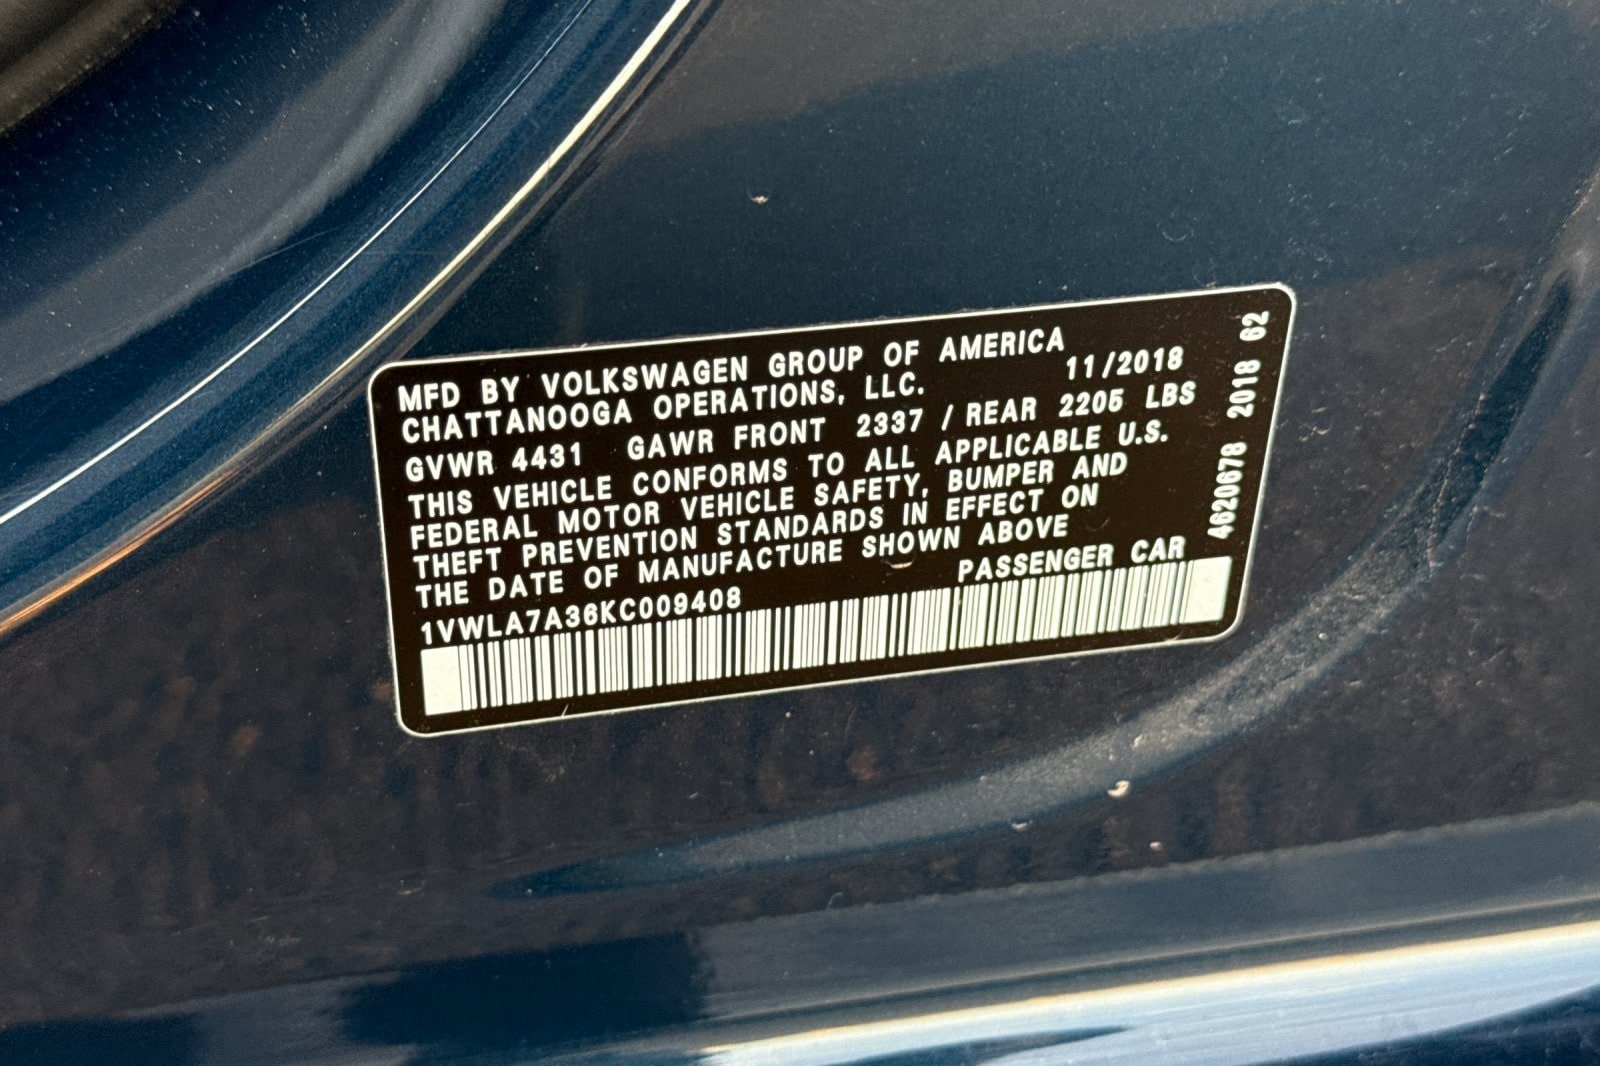 MFD BY VOLKSWAGEN GROUP OF AMERICA
CHATTANOOGA OPERATIONS, LLC. 11/2018
GVWR 4431 GAWR FRONT 2337 / REAR 2205 LBS
THIS VEHICLE CONFORMS TO ALL APPLICABLE U.S.
FEDERAL MOTOR VEHICLE SAFETY, BUMPER AND
THEFT PREVENTION STANDARDS IN EFFECT ON
THE DATE OF MANUFACTURE SHOWN ABOVE
1VWLA7A36KC009408 PASSENGER CAR
4620678 2018 62